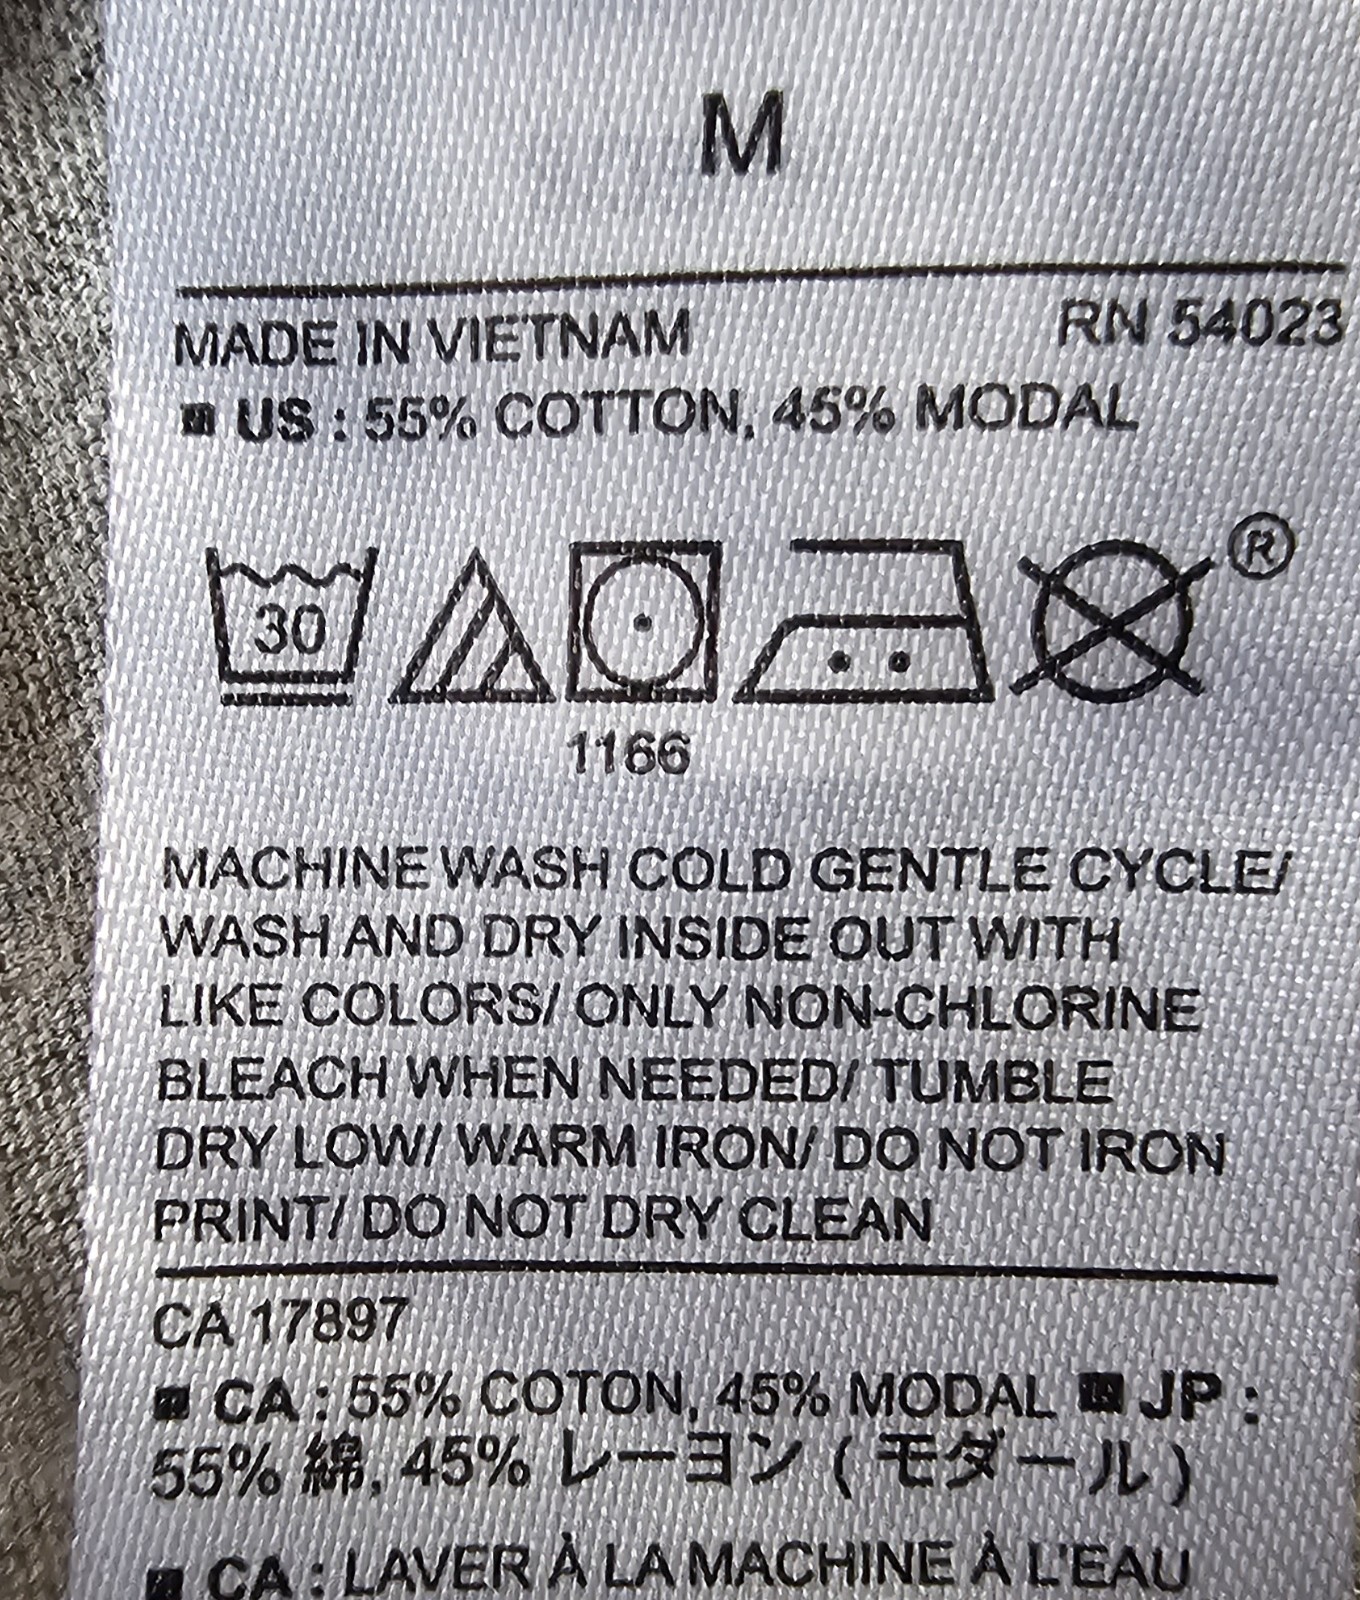 M
MADE IN VIETNAM RN 54023
US : 55% COTTON, 45% MODAL
30
®
1166
MACHINE WASH COLD GENTLE CYCLE/
WASH AND DRY INSIDE OUT WITH
LIKE COLORS/ ONLY NON-CHLORINE
BLEACH WHEN NEEDED/ TUMBLE
DRY LOW/ WARM IRON/ DO NOT IRON
PRINT/ DO NOT DRY CLEAN
CA 17897
CA : 55% COTON, 45% MODAL JP :
55% 綿, 45% レーヨン ( モダール )
CA : LAVER À LA MACHINE À L'EAU